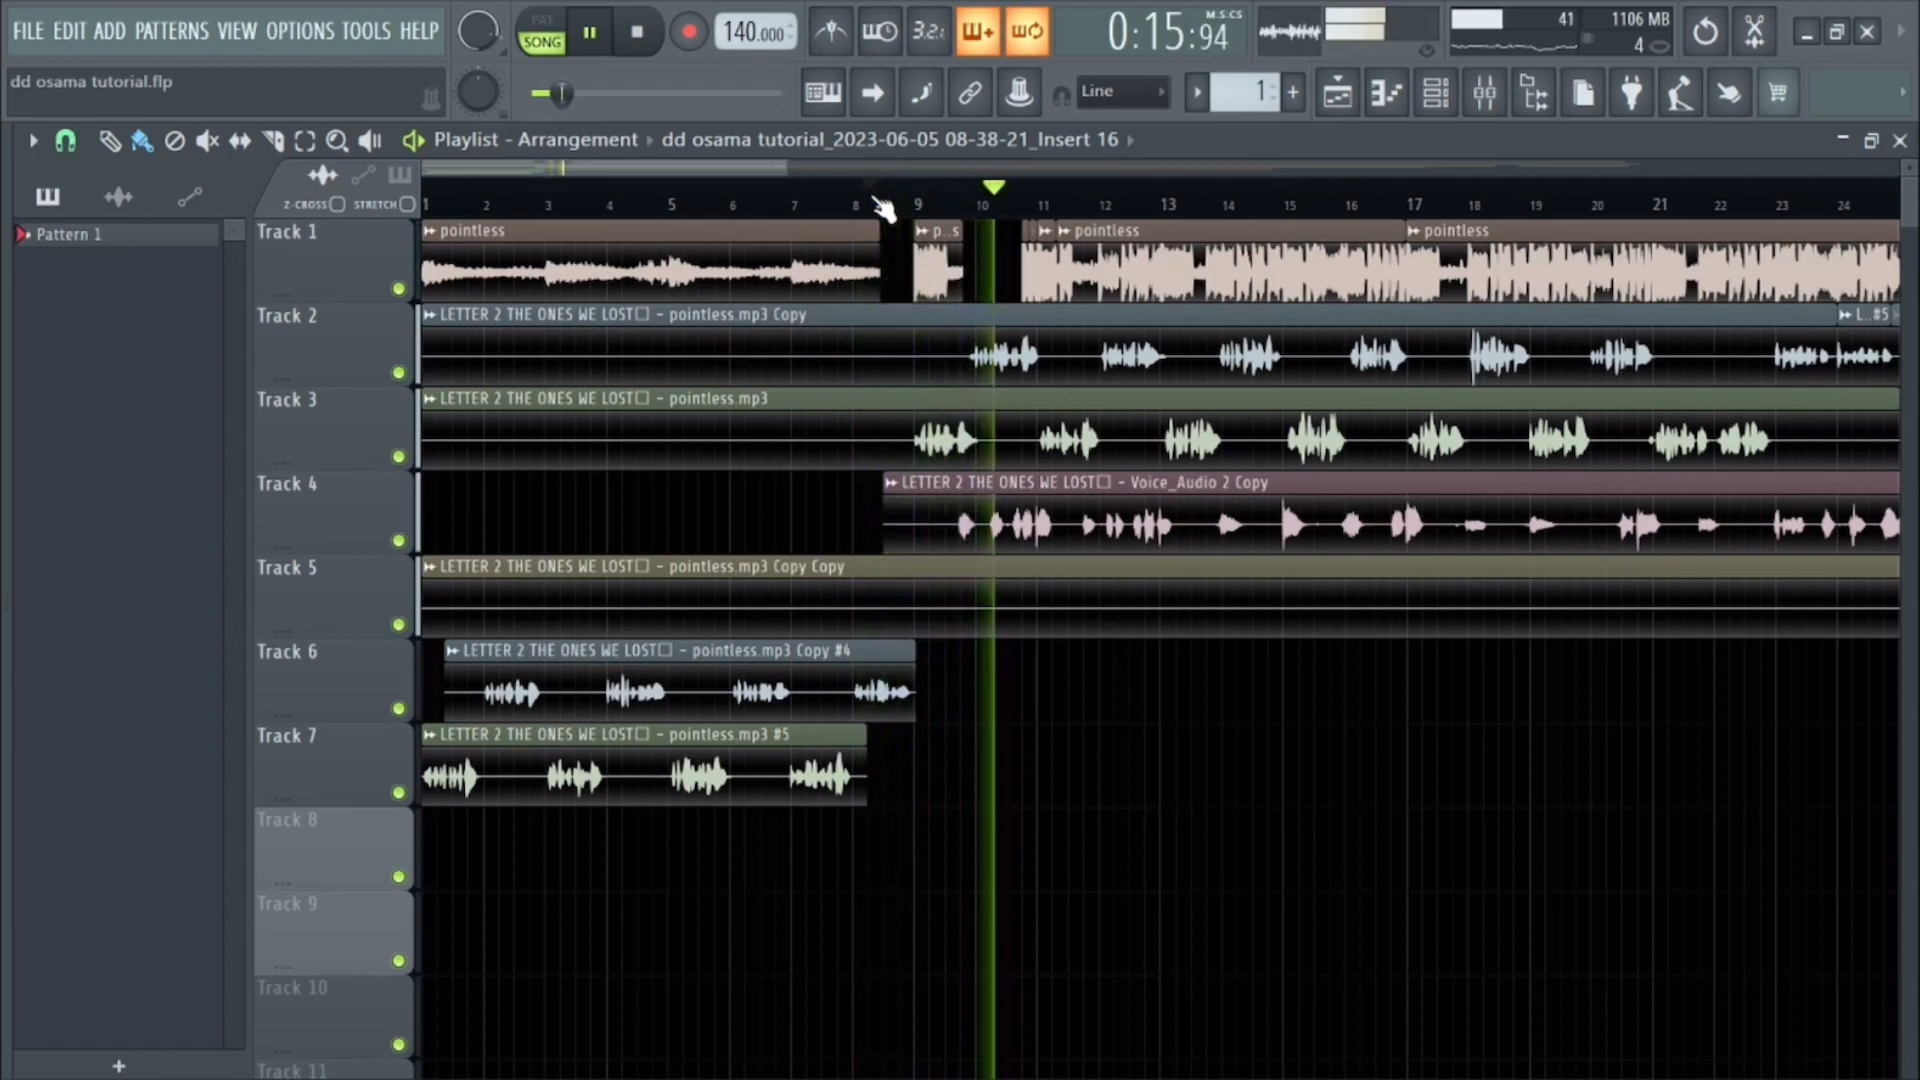 FILE EDIT ADD PATTERNS VIEW OPTIONS TOOLS HELP
PAT
SONG
140.000
3.2.
0:15:94
M:S:CS
41
1106 MB
4
dd osama tutorial.flp
Line
1
Playlist - Arrangement ▸ dd osama tutorial_2023-06-05 08-38-21_Insert 16
Z-CROSS STRETCH
1 2 3 4 5 6 7 8 9 10 11 12 13 14 15 16 17 18 19 20 21 22 23 24
Pattern 1
Track 1
pointless
p..s
pointless
pointless
Track 2
LETTER 2 THE ONES WE LOST□ - pointless.mp3 Copy
L..#5
Track 3
LETTER 2 THE ONES WE LOST□ - pointless.mp3
Track 4
LETTER 2 THE ONES WE LOST□ - Voice_Audio 2 Copy
Track 5
LETTER 2 THE ONES WE LOST□ - pointless.mp3 Copy Copy
Track 6
LETTER 2 THE ONES WE LOST□ - pointless.mp3 Copy #4
Track 7
LETTER 2 THE ONES WE LOST□ - pointless.mp3 #5
Track 8
Track 9
Track 10
Track 11